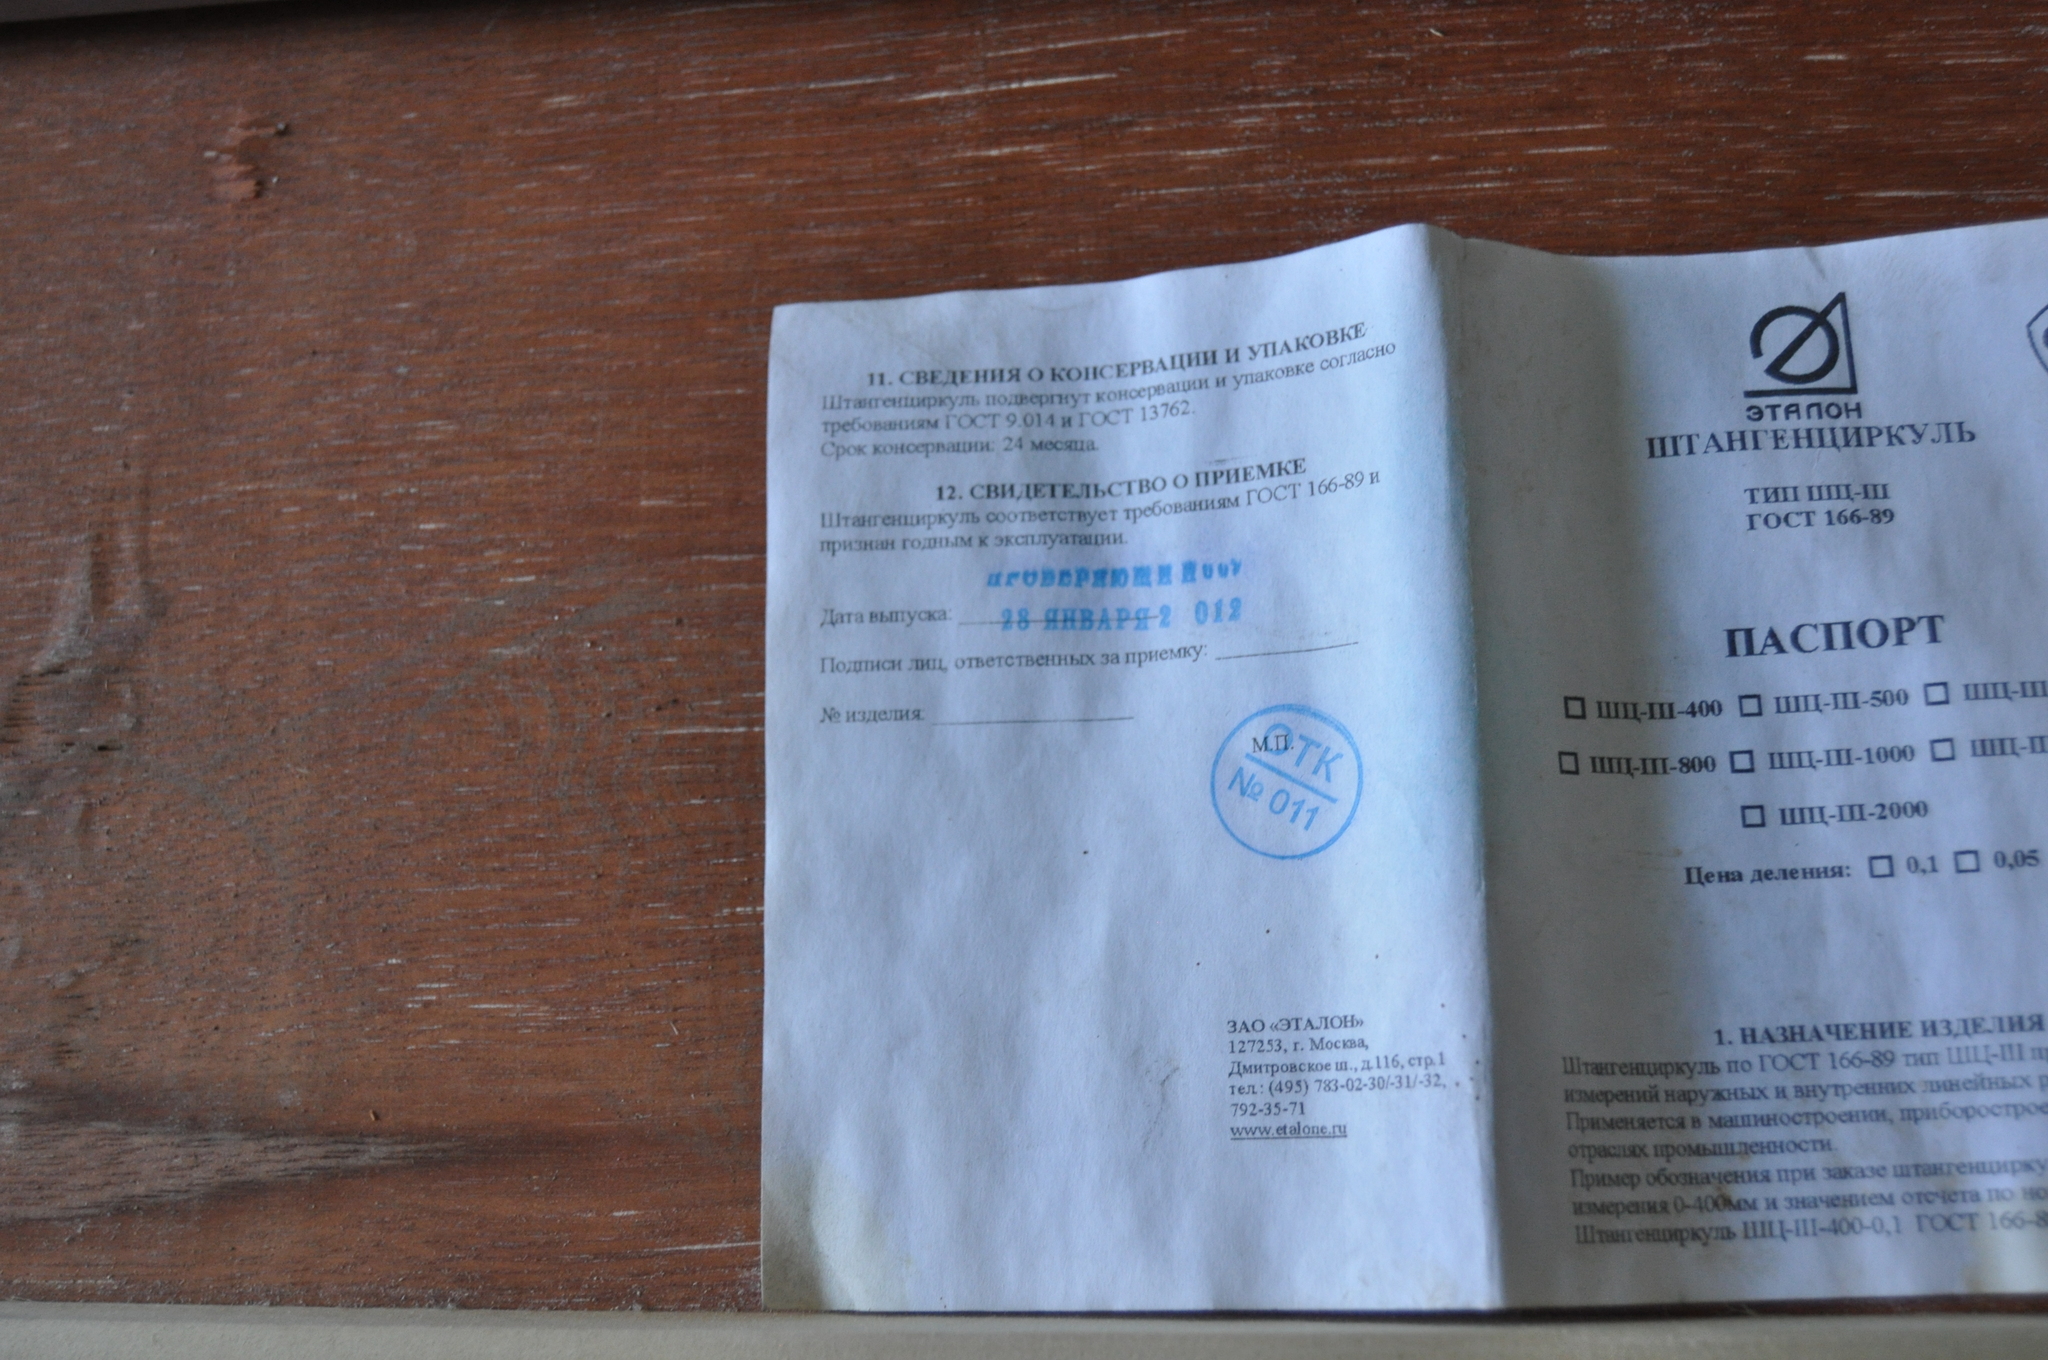 11. СВЕДЕНИЯ О КОНСЕРВАЦИИ И УПАКОВКЕ
Штангенциркуль подвергнут консервации и упаковке согласно
требованиям ГОСТ 9.014 и ГОСТ 13762.
Срок консервации: 24 месяца.
12. СВИДЕТЕЛЬСТВО О ПРИЕМКЕ
Штангенциркуль соответствует требованиям ГОСТ 166-89 и
признан годным к эксплуатации.
Дата выпуска: 28 ЯНВАРЯ 2 012
Подписи лиц, ответственных за приемку:
№ изделия:
М.П.
ОТК
№ 011
ЗАО «ЭТАЛОН»
127253, г. Москва,
Дмитровское ш., д.116, стр.1
тел.: (495) 783-02-30/-31/-32,
792-35-71
www.etalone.ru
ЭТАЛОН
ШТАНГЕНЦИРКУЛЬ
ТИП ШЦ-III
ГОСТ 166-89
ПАСПОРТ
ШЦ-III-400 ШЦ-III-500 ШЦ-III
ШЦ-III-800 ШЦ-III-1000 ШЦ-II
ШЦ-III-2000
Цена деления: 0,1 0,05
1. НАЗНАЧЕНИЕ ИЗДЕЛИЯ
Штангенциркуль по ГОСТ 166-89 тип ШЦ-III
измерений наружных и внутренних линейных
Применяется в машиностроении,
отраслях промышленности.
Пример обозначения при заказе
измерения 0-400мм и значением отсчета по
Штангенциркуль ШЦ-III-400-0,1 ГОСТ